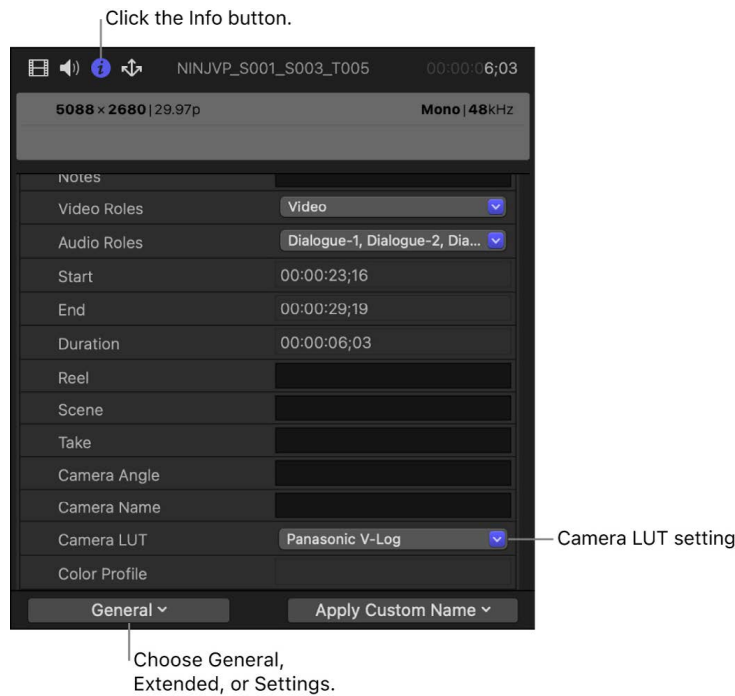 Click the Info button.
NINJVP_S001_S003_T005 00:00:06;03
5088 × 2680 | 29.97p Mono | 48kHz
Notes
Video Roles Video
Audio Roles Dialogue-1, Dialogue-2, Dia...
Start 00:00:23;16
End 00:00:29;19
Duration 00:00:06;03
Reel
Scene
Take
Camera Angle
Camera Name
Camera LUT Panasonic V-Log Camera LUT setting
Color Profile
General Apply Custom Name
Choose General,
Extended, or Settings.